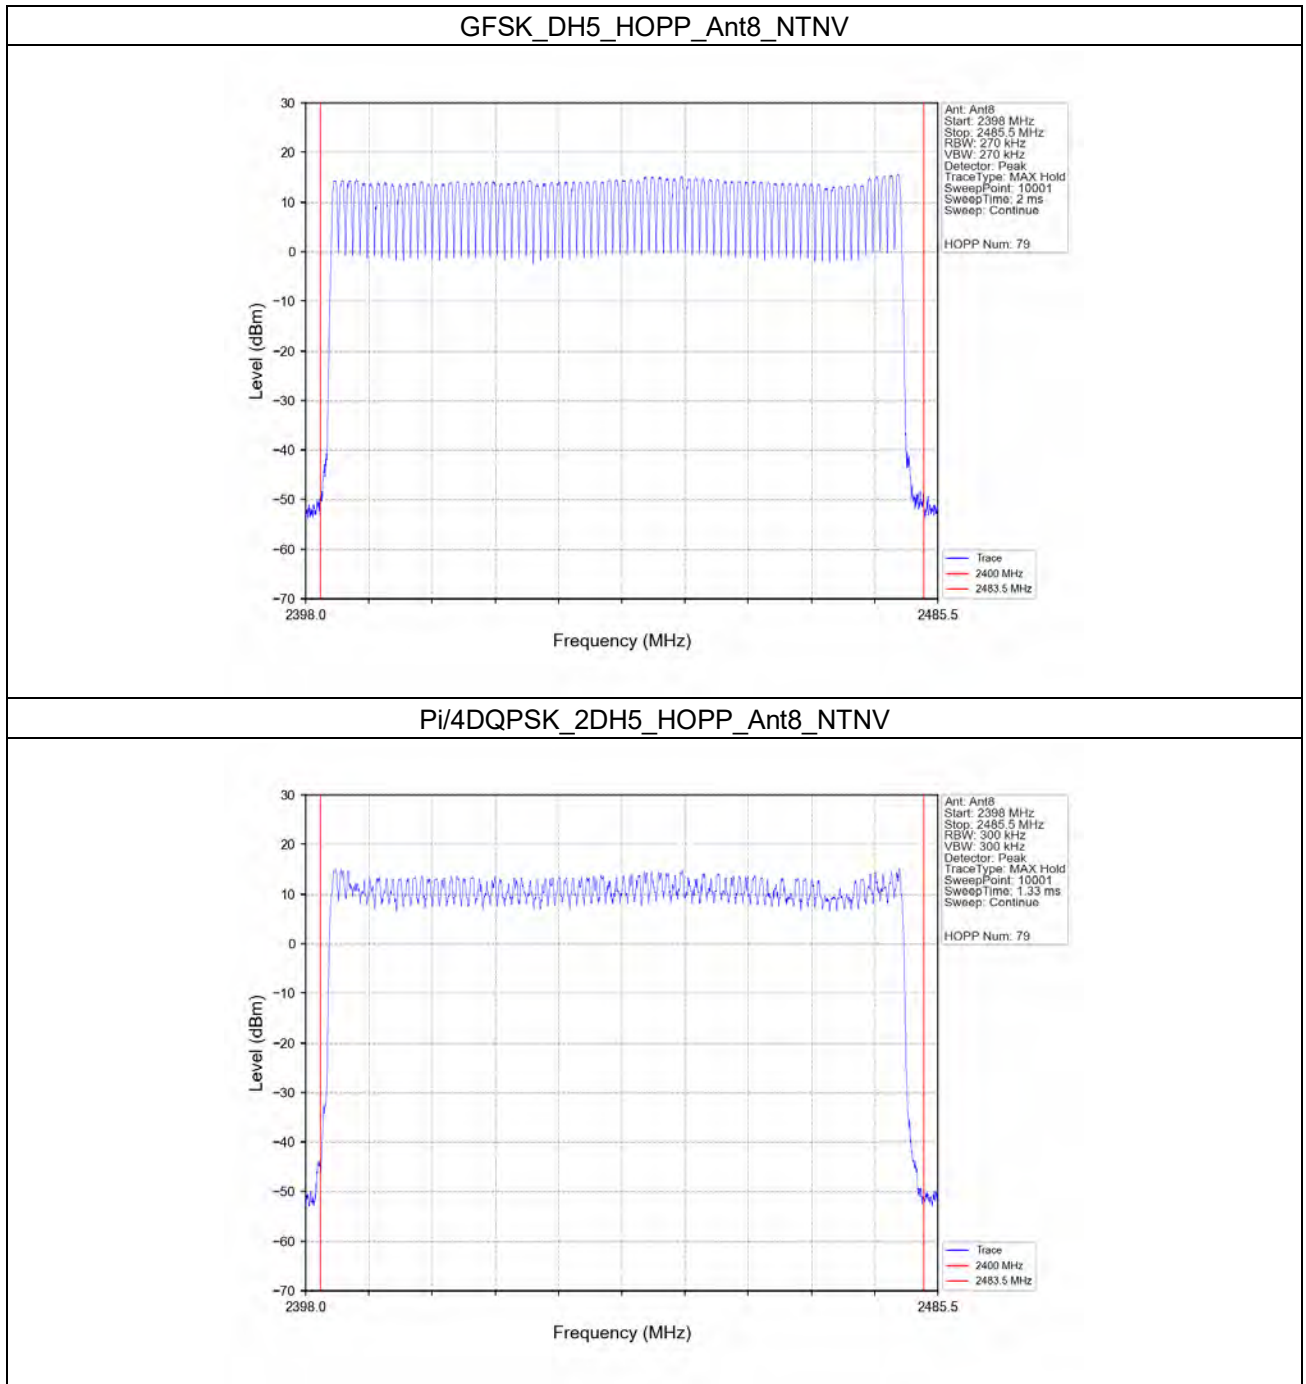 GFSK_DH5_HOPP_Ant8_NTNV
30
20
10
0
−10
−20
−30
−40
−50
−60
−70
Level (dBm)
2398.0
2485.5
Frequency (MHz)
Ant: Ant8
Start: 2398 MHz
Stop: 2485.5 MHz
RBW: 270 kHz
VBW: 270 kHz
Detector: Peak
TraceType: MAX Hold
SweepPoint: 10001
SweepTime: 2 ms
Sweep: Continue
HOPP Num: 79
Trace
2400 MHz
2483.5 MHz
Pi/4DQPSK_2DH5_HOPP_Ant8_NTNV
30
20
10
0
−10
−20
−30
−40
−50
−60
−70
Level (dBm)
2398.0
2485.5
Frequency (MHz)
Ant: Ant8
Start: 2398 MHz
Stop: 2485.5 MHz
RBW: 300 kHz
VBW: 300 kHz
Detector: Peak
TraceType: MAX Hold
SweepPoint: 10001
SweepTime: 1.33 ms
Sweep: Continue
HOPP Num: 79
Trace
2400 MHz
2483.5 MHz